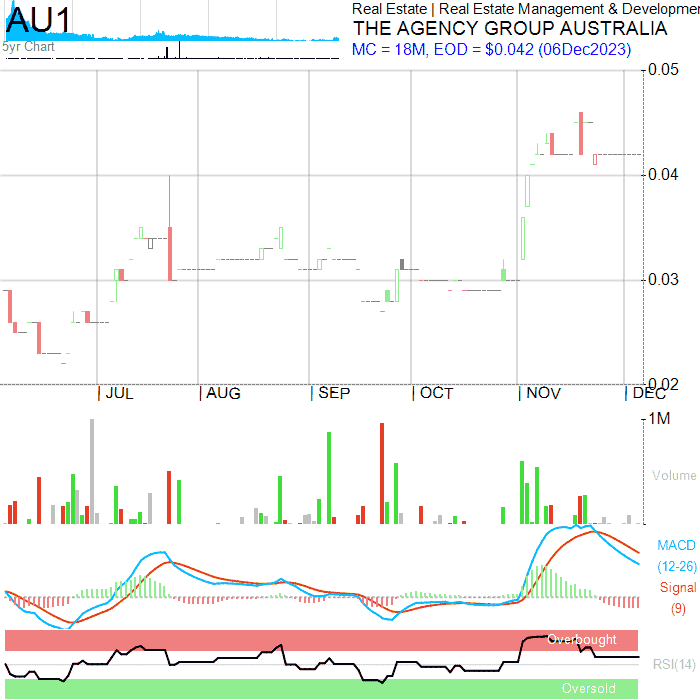 AU1
5yr Chart
Real Estate | Real Estate Management & Developmen
THE AGENCY GROUP AUSTRALIA
MC = 18M, EOD = $0.042 (06Dec2023)
0.05
0.04
0.03
0.02
JUL AUG SEP OCT NOV DEC
1M
Volume
MACD
(12-26)
Signal
(9)
Overbought
RSI(14)
Oversold